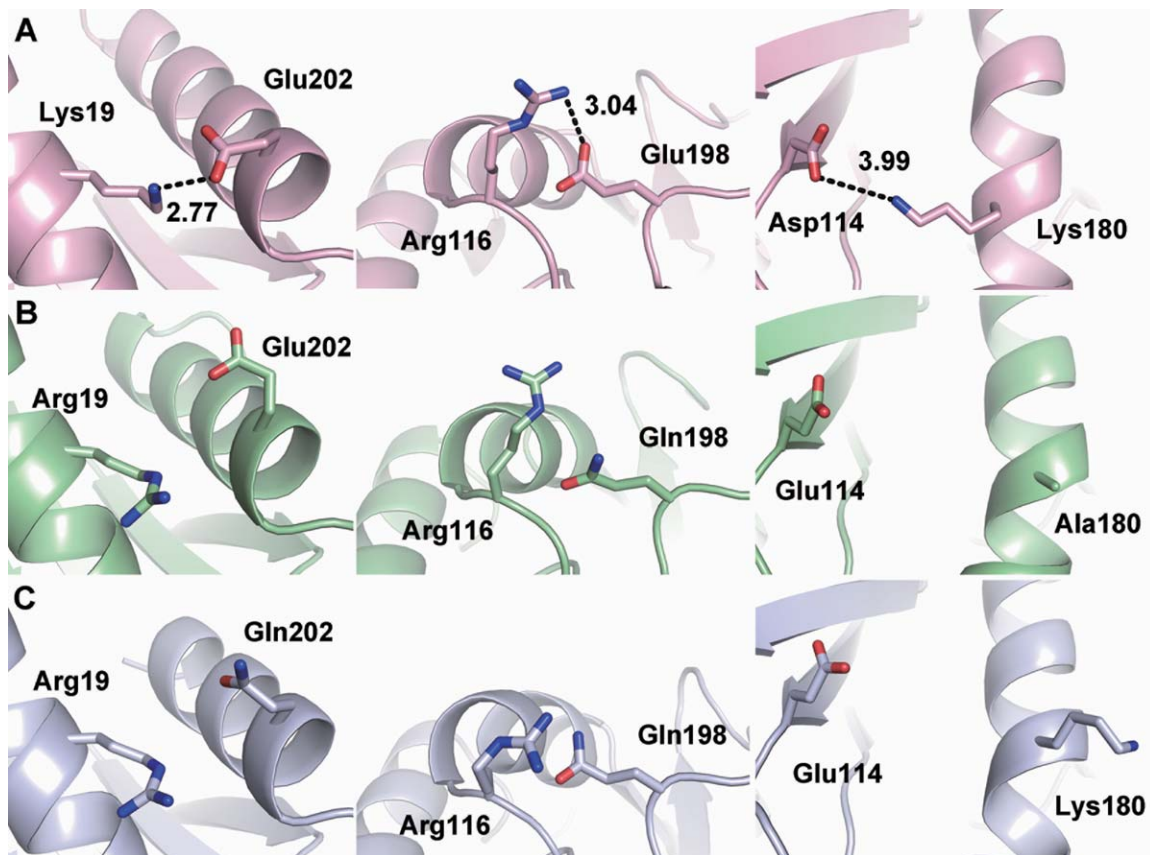 A
Glu202
Lys19
2.77
3.04
Glu198
Arg116
3.99
Asp114
Lys180
B
Glu202
Arg19
Gln198
Arg116
Glu114
Ala180
C
Gln202
Arg19
Gln198
Arg116
Glu114
Lys180